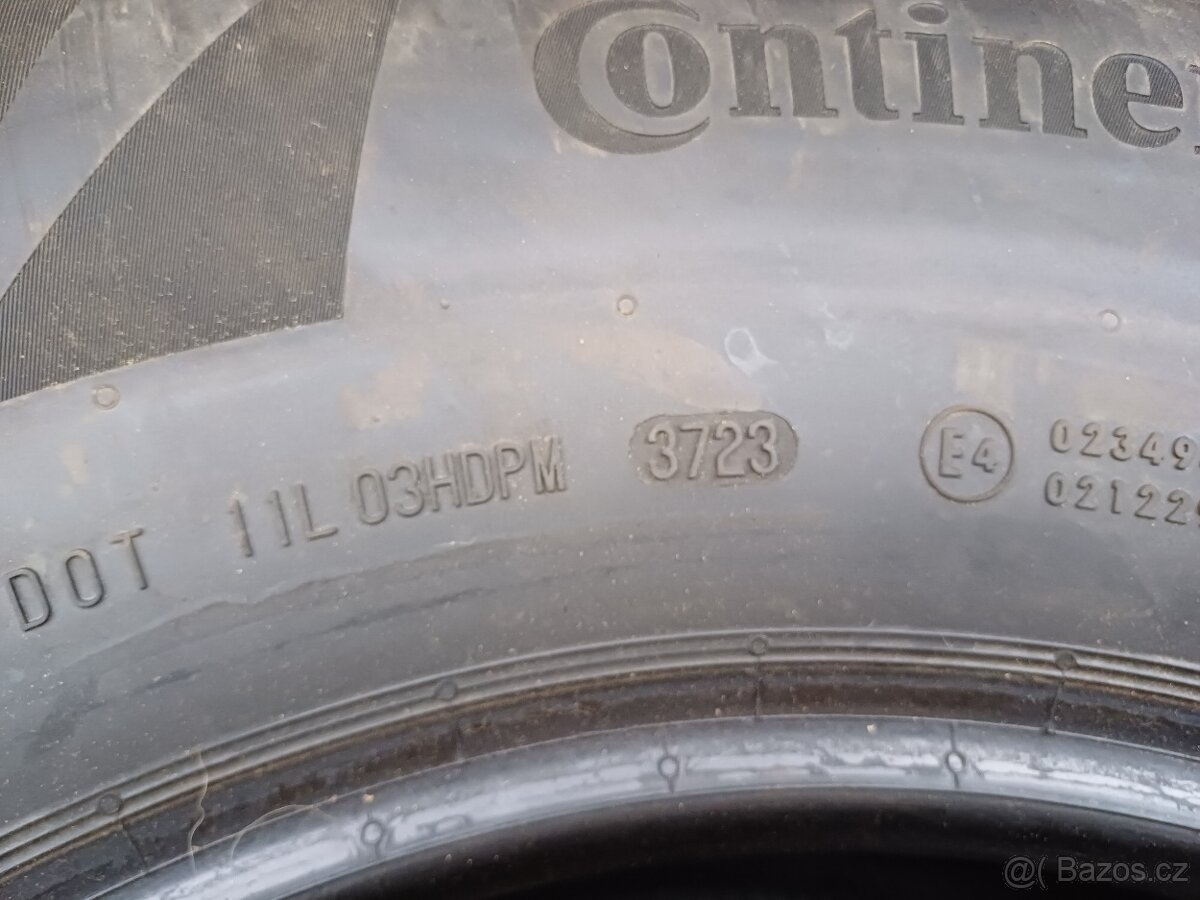 Contine
DOT 11L 03HDPM 3723 E4
02349
02122
@( Bazos.cz